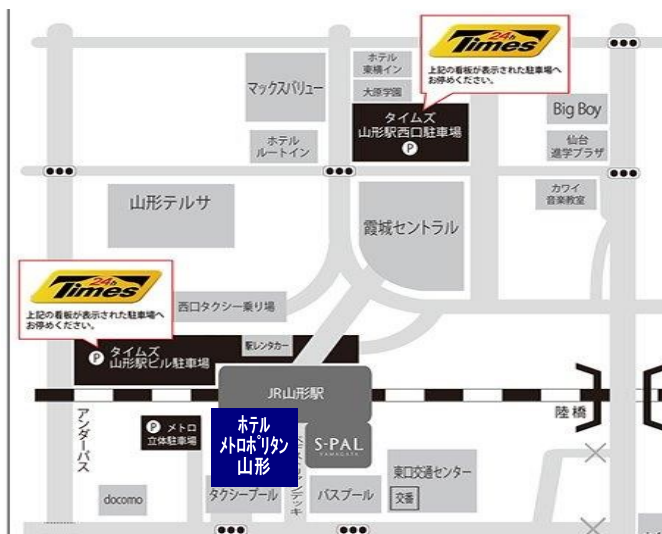 ホテル
東横イン
24h
Times
上記の看板が表示された駐車場へ
お停めください。
マックスバリュー
大原学園
タイムズ
山形駅西口駐車場
P
Big Boy
ホテル
ルートイン
仙台
進学プラザ
山形テルサ
霞城セントラル
カワイ
音楽教室
24h
Times
上記の看板が表示された駐車場へ
お停めください。
西口タクシー乗り場
駅レンタカー
P タイムズ
山形駅ビル駐車場
JR山形駅
アンダーパス
陸橋
P メトロ
立体駐車場
ホテル
メトロポリタン
山形
S-PAL
YAMAGATA
東口交通センター
交番
docomo
タクシープール
バスプール